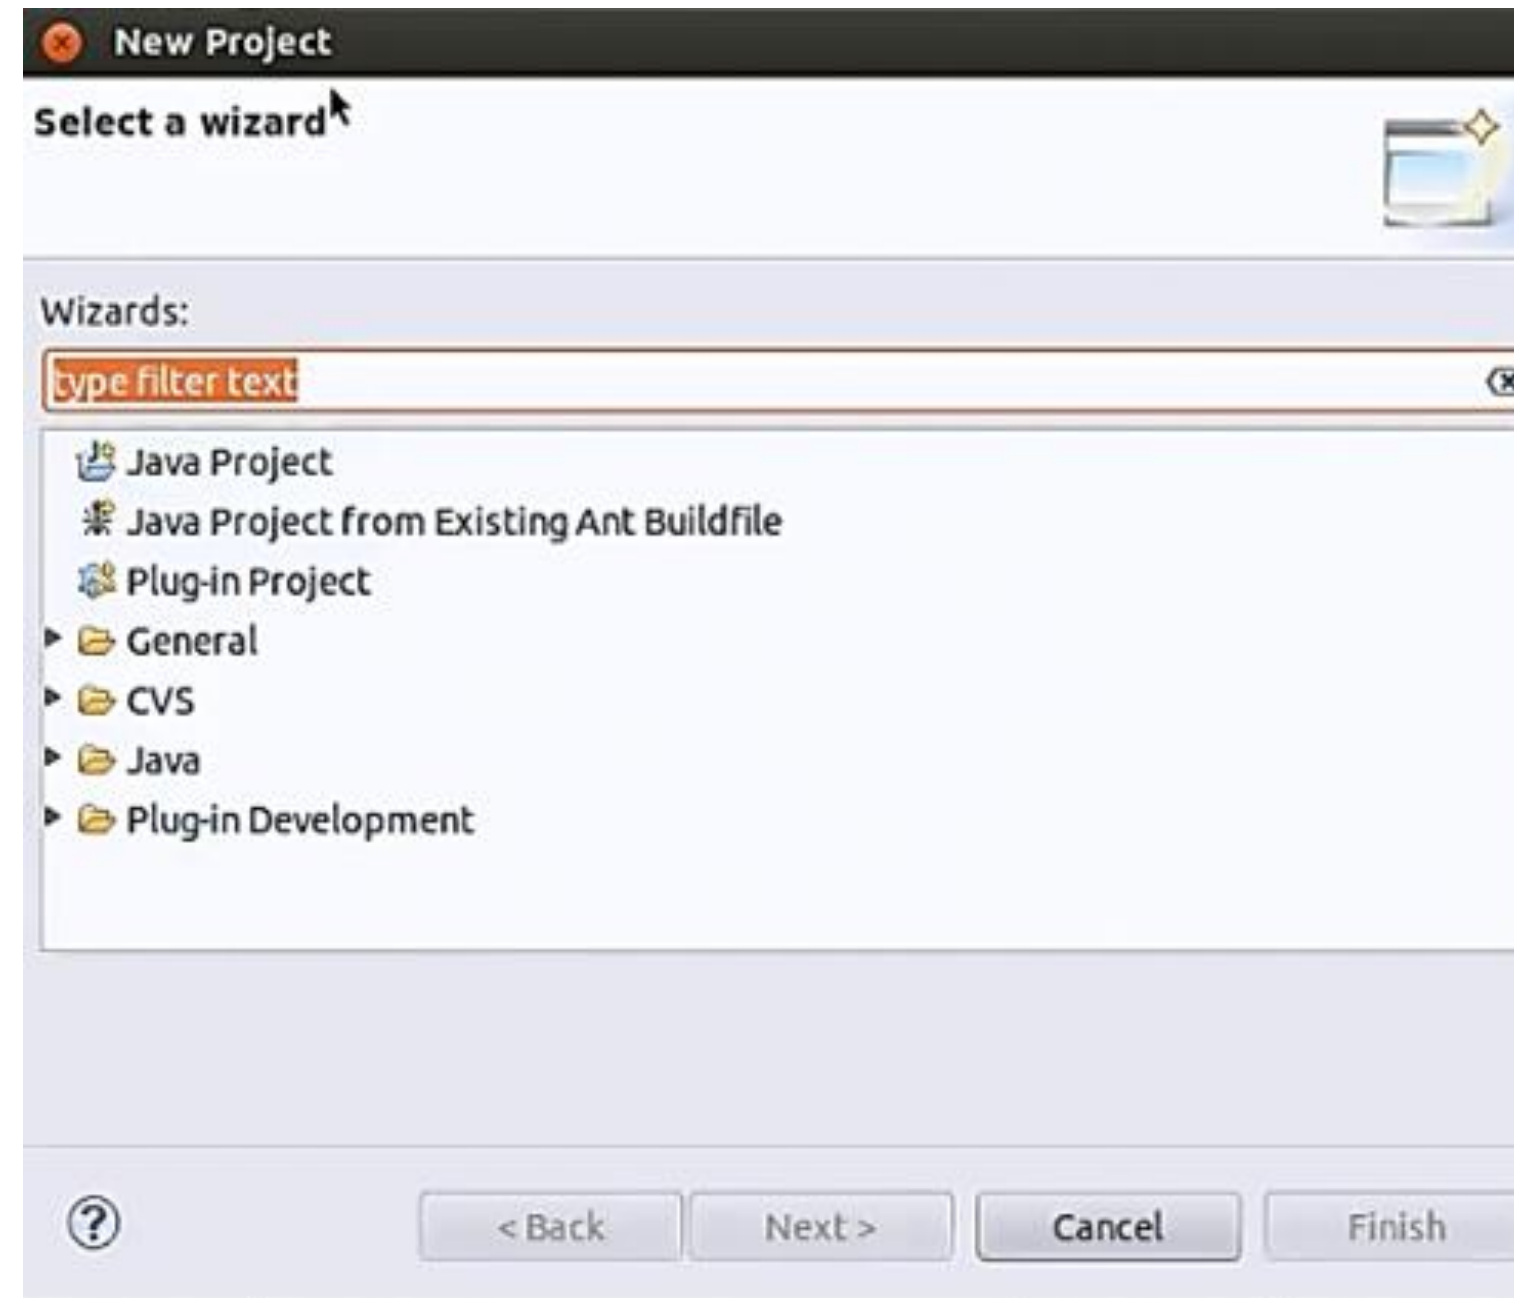 New Project
Select a wizard
Wizards:
type filter text
Java Project
Java Project from Existing Ant Buildfile
Plug-in Project
General
CVS
Java
Plug-in Development
?
< Back Next > Cancel Finish